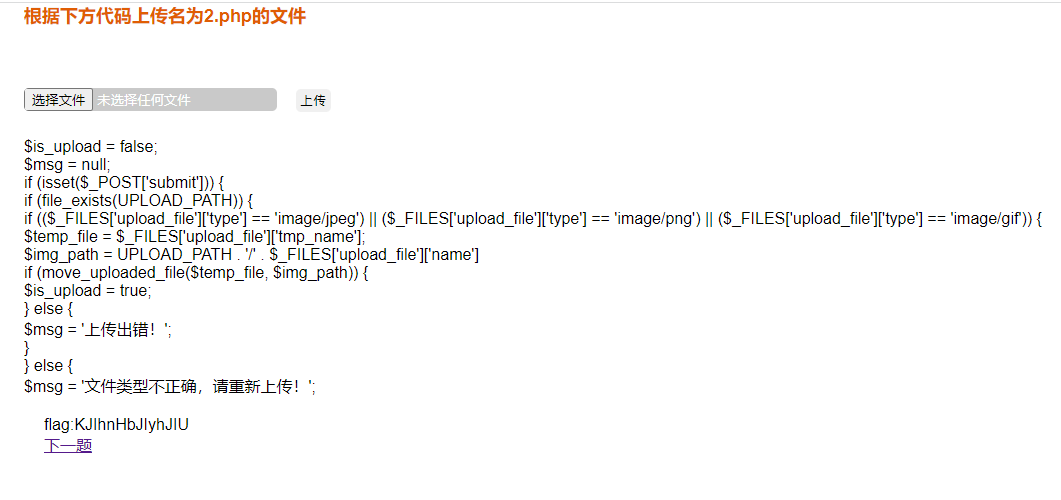 根据下方代码上传名为2.php的文件
选择文件 未选择任何文件 上传
$is_upload = false;
$msg = null;
if (isset($_POST['submit'])) {
if (file_exists(UPLOAD_PATH)) {
if (($_FILES['upload_file']['type'] == 'image/jpeg') || ($_FILES['upload_file']['type'] == 'image/png') || ($_FILES['upload_file']['type'] == 'image/gif')) {
$temp_file = $_FILES['upload_file']['tmp_name'];
$img_path = UPLOAD_PATH . '/' . $_FILES['upload_file']['name']
if (move_uploaded_file($temp_file, $img_path)) {
$is_upload = true;
} else {
$msg = '上传出错！';
}
} else {
$msg = '文件类型不正确，请重新上传！';
flag:KJIhnHbJIyhJIU
下一题